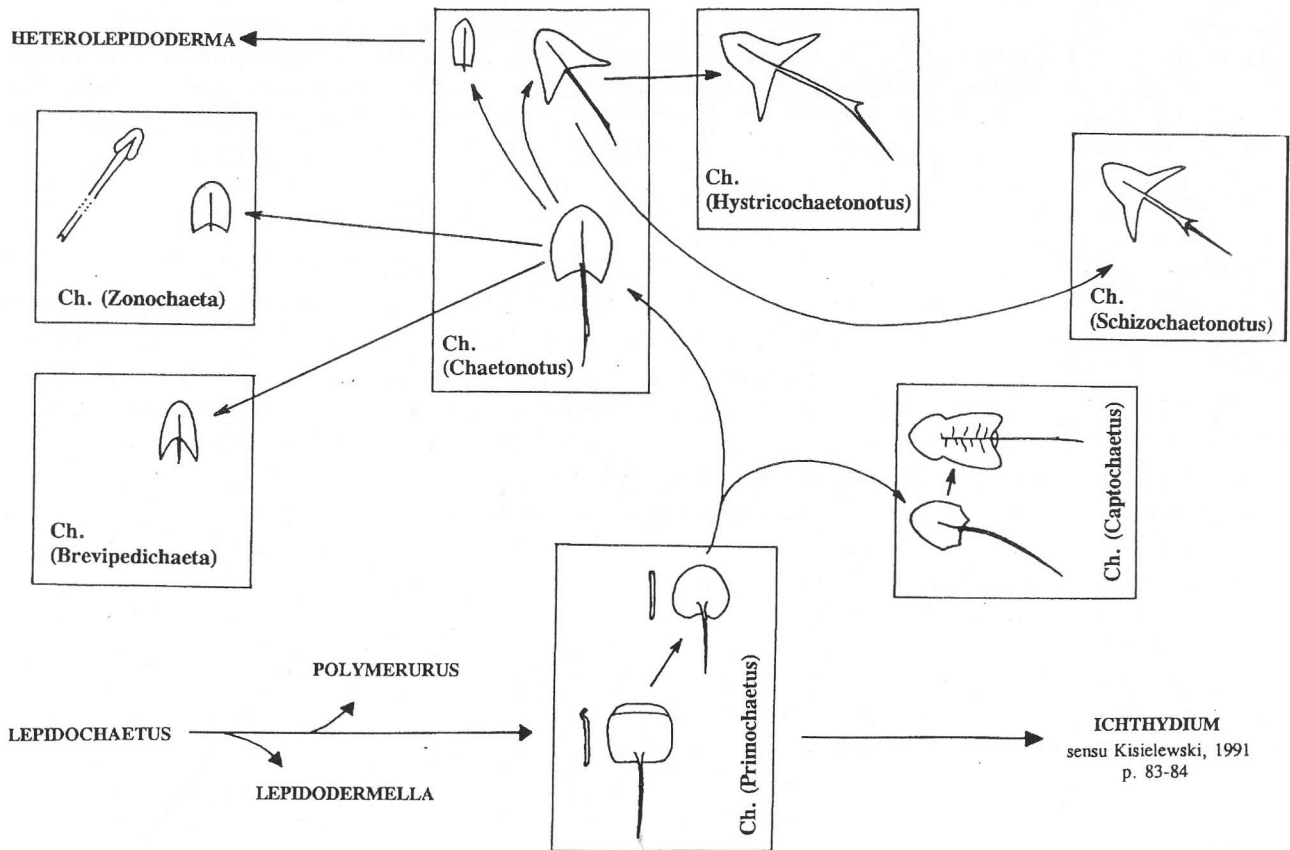 HETEROLEPIDODERMA
Ch.
(Hystricochaetonotus)
Ch. (Zonochaeta)
Ch.
(Chaetonotus)
Ch.
(Schizochaetonotus)
Ch.
(Brevipedichaeta)
Ch. (Captochaetus)
Ch. (Primochaetus)
POLYMERURUS
LEPIDOCHAETUS
LEPIDODERMELLA
ICHTHYDIUM
sensu Kisielewski, 1991
p. 83-84